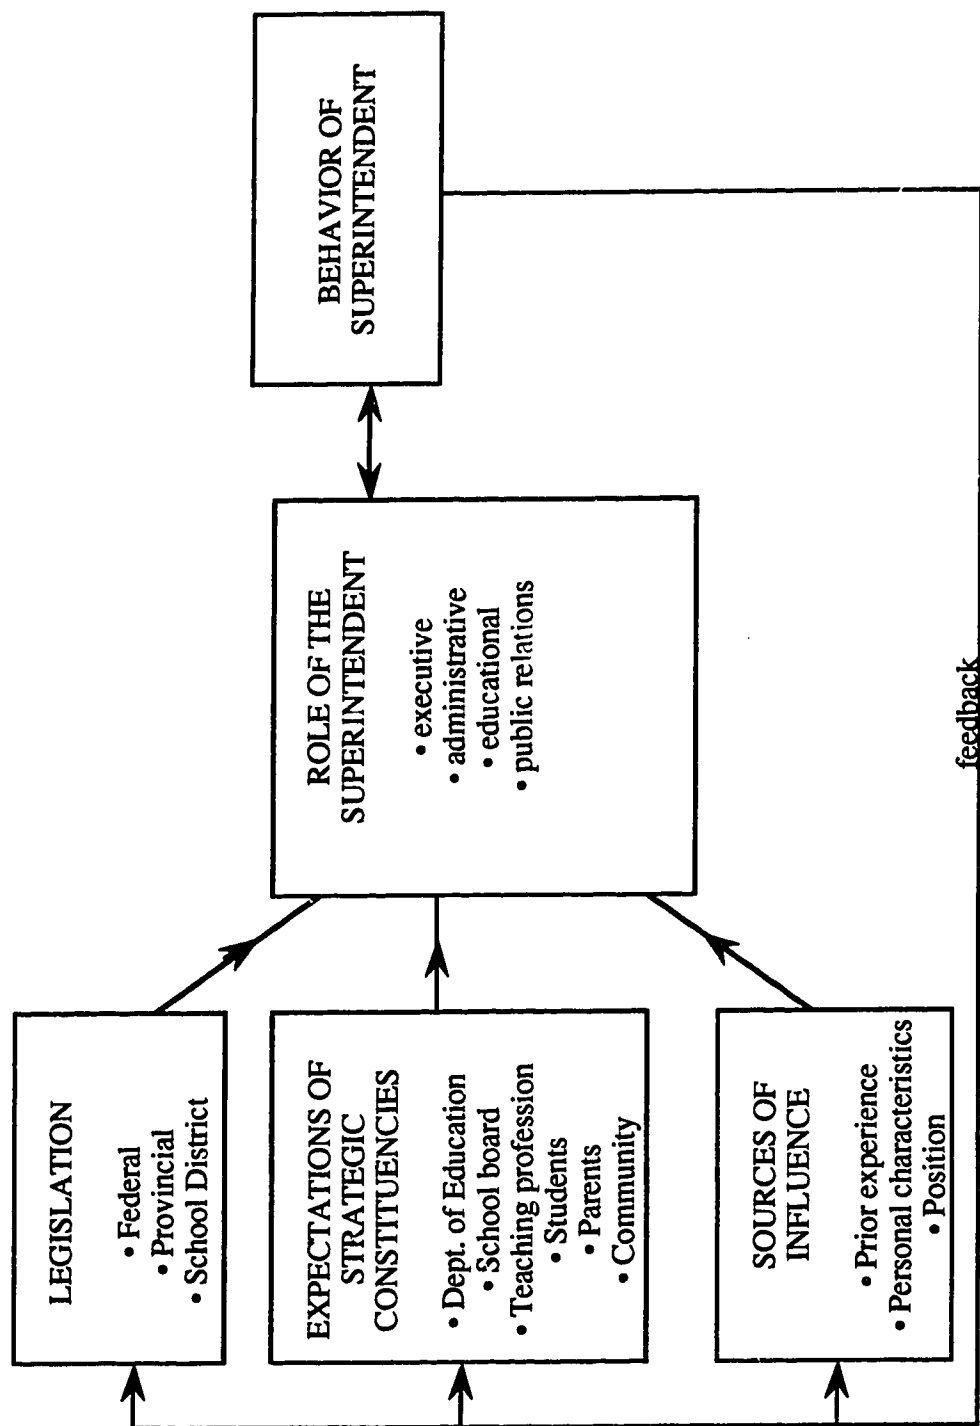 LEGISLATION
• Federal
• Provincial
• School District
EXPECTATIONS OF
STRATEGIC
CONSTITUENCIES
• Dept. of Education
• School board
• Teaching profession
• Students
• Parents
• Community
SOURCES OF
INFLUENCE
• Prior experience
• Personal characteristics
• Position
ROLE OF THE
SUPERINTENDENT
• executive
• administrative
• educational
• public relations
BEHAVIOR OF
SUPERINTENDENT
feedback